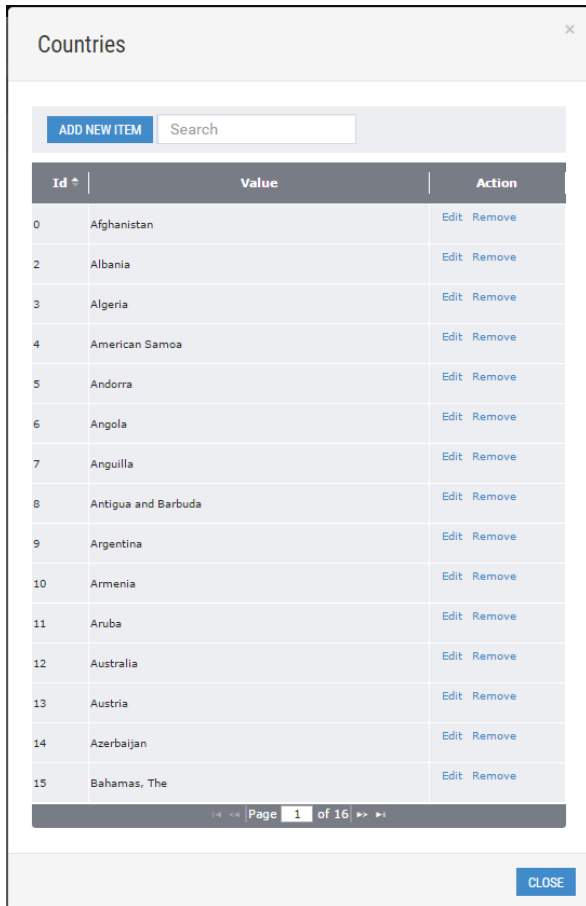 Countries
×
ADD NEW ITEM Search
Id Value Action
0 Afghanistan Edit Remove
2 Albania Edit Remove
3 Algeria Edit Remove
4 American Samoa Edit Remove
5 Andorra Edit Remove
6 Angola Edit Remove
7 Anguilla Edit Remove
8 Antigua and Barbuda Edit Remove
9 Argentina Edit Remove
10 Armenia Edit Remove
11 Aruba Edit Remove
12 Australia Edit Remove
13 Austria Edit Remove
14 Azerbaijan Edit Remove
15 Bahamas, The Edit Remove
Page 1 of 16
CLOSE